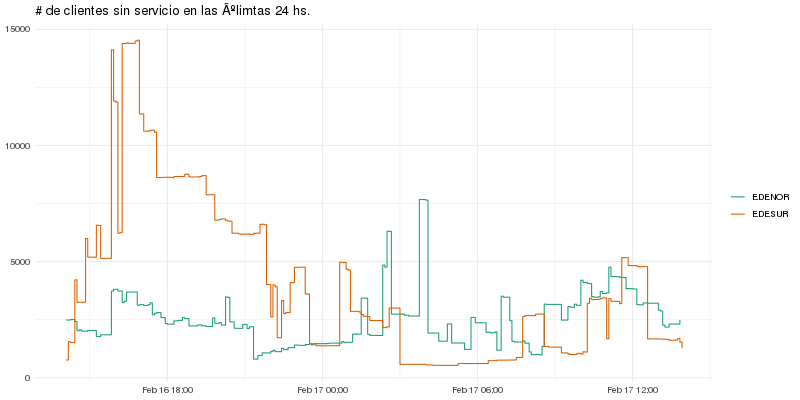 # de clientes sin servicio en las Ãºlimtas 24 hs.
15000
10000
5000
0
Feb 16 18:00
Feb 17 00:00
Feb 17 06:00
Feb 17 12:00
EDENOR
EDESUR